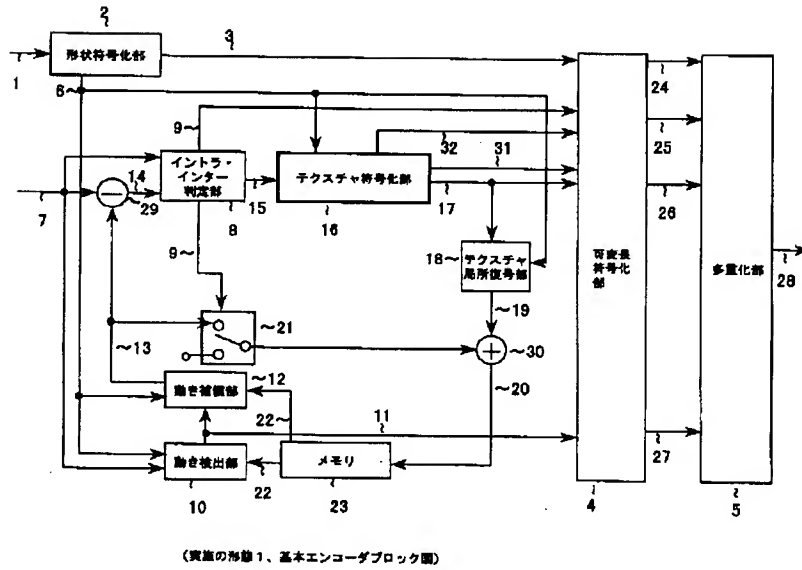 2
3
形状符号化部
1
6
24
9
32
31
25
14
イントラ・
インター
判定部
テクスチャ符号化部
15
17
7
29
8
16
26
9
18
テクスチャ
局所復号部
可変長
符号化
部
多重化部
28
19
21
30
13
12
20
動き補償部
22
11
動き検出部
メモリ
27
10
22
23
4
5
(実施の形態1、基本エンコーダブロック図)